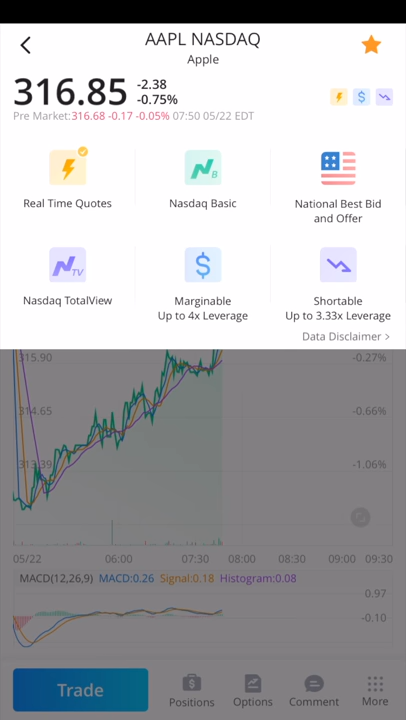 AAPL NASDAQ
Apple
316.85
-2.38
-0.75%
Pre Market:316.68 -0.17 -0.05% 07:50 05/22 EDT
Real Time Quotes
Nasdaq Basic
National Best Bid
and Offer
Nasdaq TotalView
Marginable
Up to 4x Leverage
Shortable
Up to 3.33x Leverage
Data Disclaimer >
315.90 -0.27%
314.65 -0.66%
313.39 -1.06%
05/22 06:00 07:30 08:00 08:30 09:00 09:30
MACD(12,26,9) MACD:0.26 Signal:0.18 Histogram:0.08
0.97
-0.10
Trade
Positions
Options
Comment
More